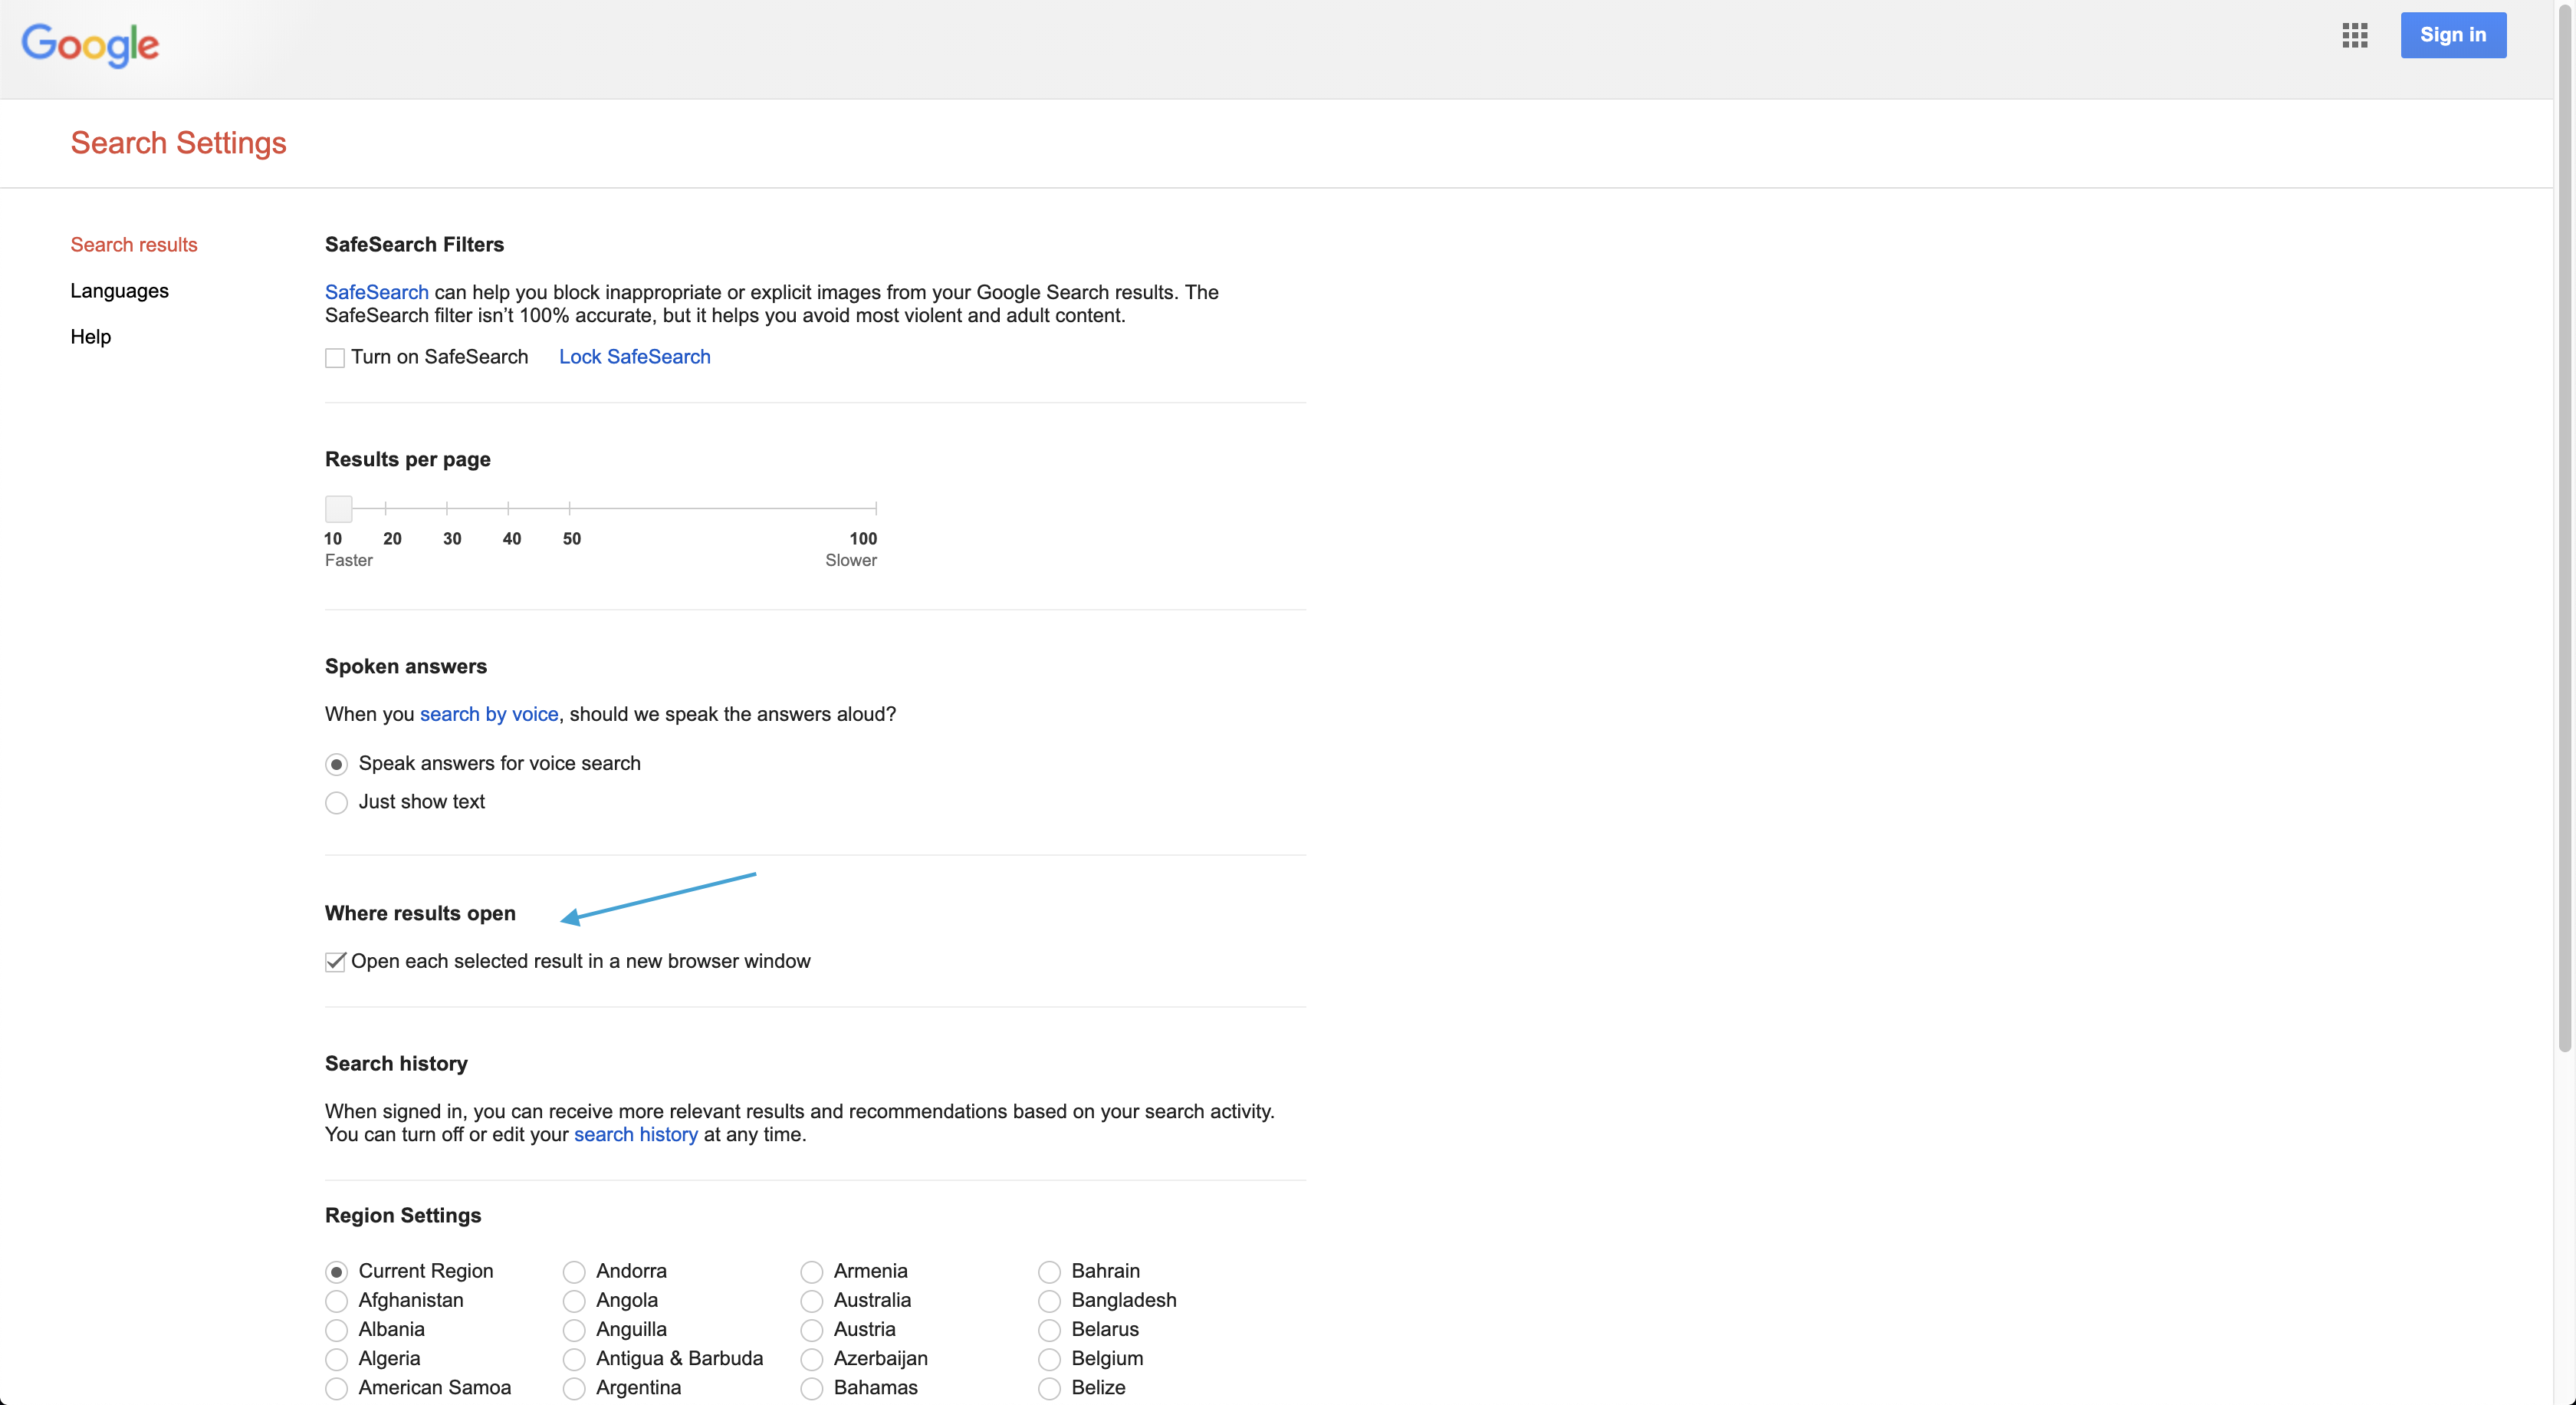 Google
Sign in
Search Settings
Search results
Languages
Help
SafeSearch Filters
SafeSearch can help you block inappropriate or explicit images from your Google Search results. The
SafeSearch filter isn’t 100% accurate, but it helps you avoid most violent and adult content.
Turn on SafeSearch Lock SafeSearch
Results per page
10 20 30 40 50 100
Faster Slower
Spoken answers
When you search by voice, should we speak the answers aloud?
Speak answers for voice search
Just show text
Where results open
Open each selected result in a new browser window
Search history
When signed in, you can receive more relevant results and recommendations based on your search activity.
You can turn off or edit your search history at any time.
Region Settings
Current Region Andorra Armenia Bahrain
Afghanistan Angola Australia Bangladesh
Albania Anguilla Austria Belarus
Algeria Antigua & Barbuda Azerbaijan Belgium
American Samoa Argentina Bahamas Belize